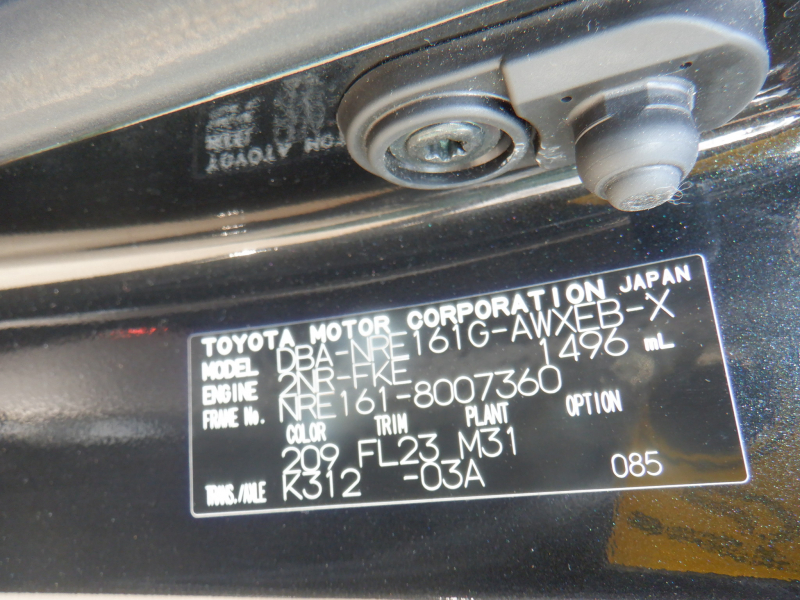 TOYOTA MOTOR CORPORATION JAPAN
MODEL DBA-NRE161G-AWXEB-X
ENGINE 2NR-FKE 1496 mL
FRAME No. NRE161-8007360
COLOR TRIM PLANT OPTION
209 FL23 M31
TRANS./AXLE K312 -03A 085